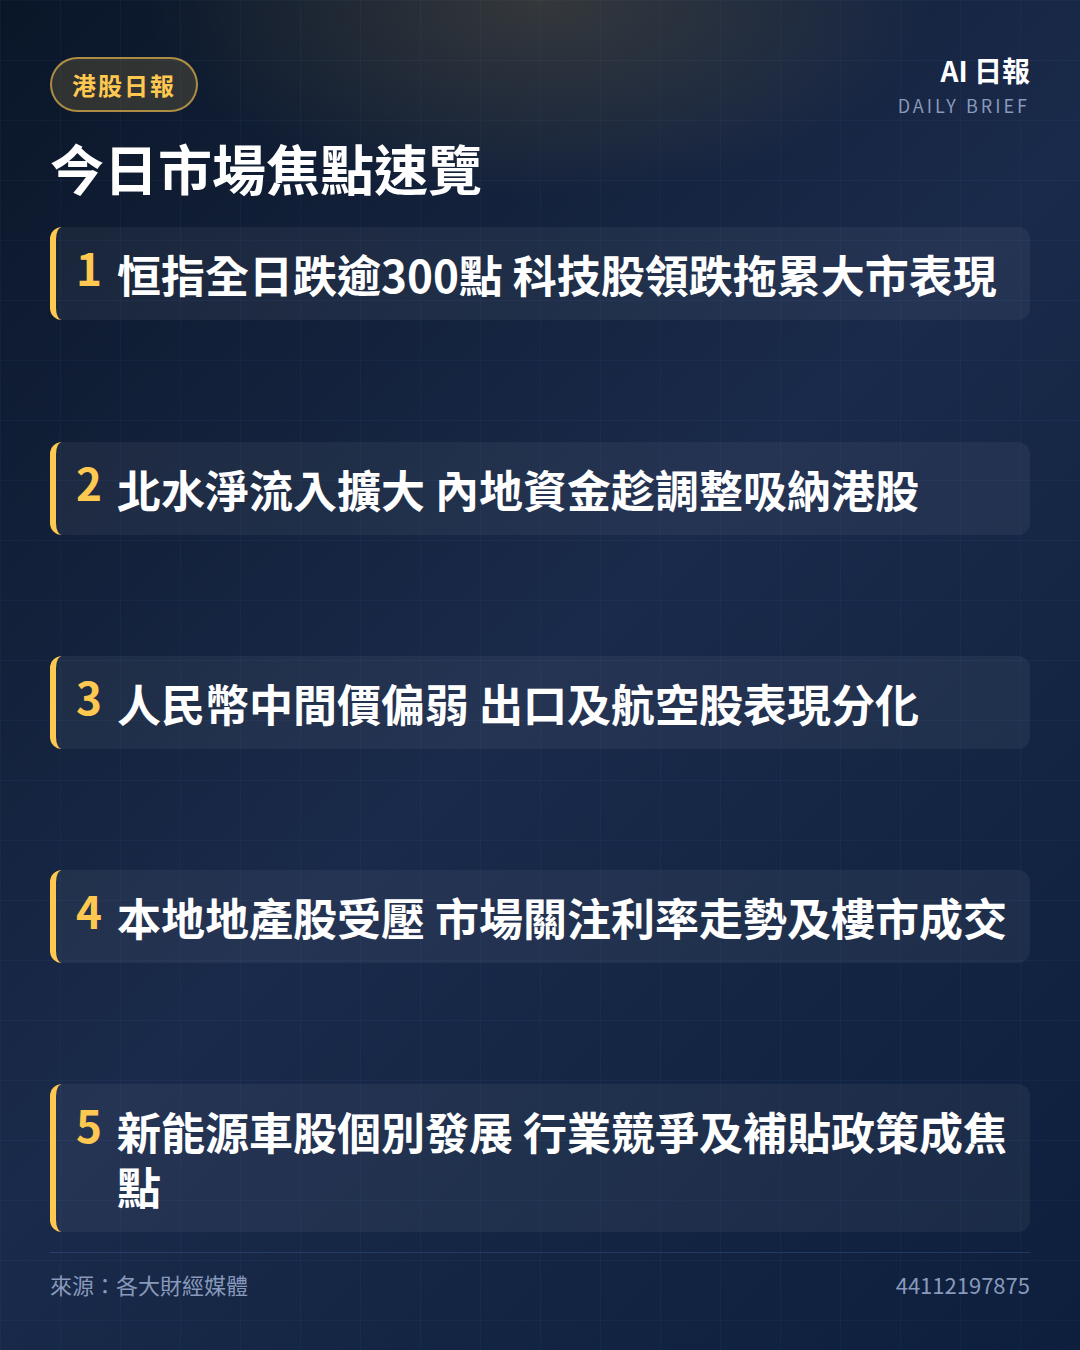 港股日報
AI 日報
DAILY BRIEF
今日市場焦點速覽
1 恒指全日跌逾300點 科技股領跌拖累大市表現
2 北水淨流入擴大 內地資金趁調整吸納港股
3 人民幣中間價偏弱 出口及航空股表現分化
4 本地地產股受壓 市場關注利率走勢及樓市成交
5 新能源車股個別發展 行業競爭及補貼政策成焦
點
來源：各大財經媒體
44112197875